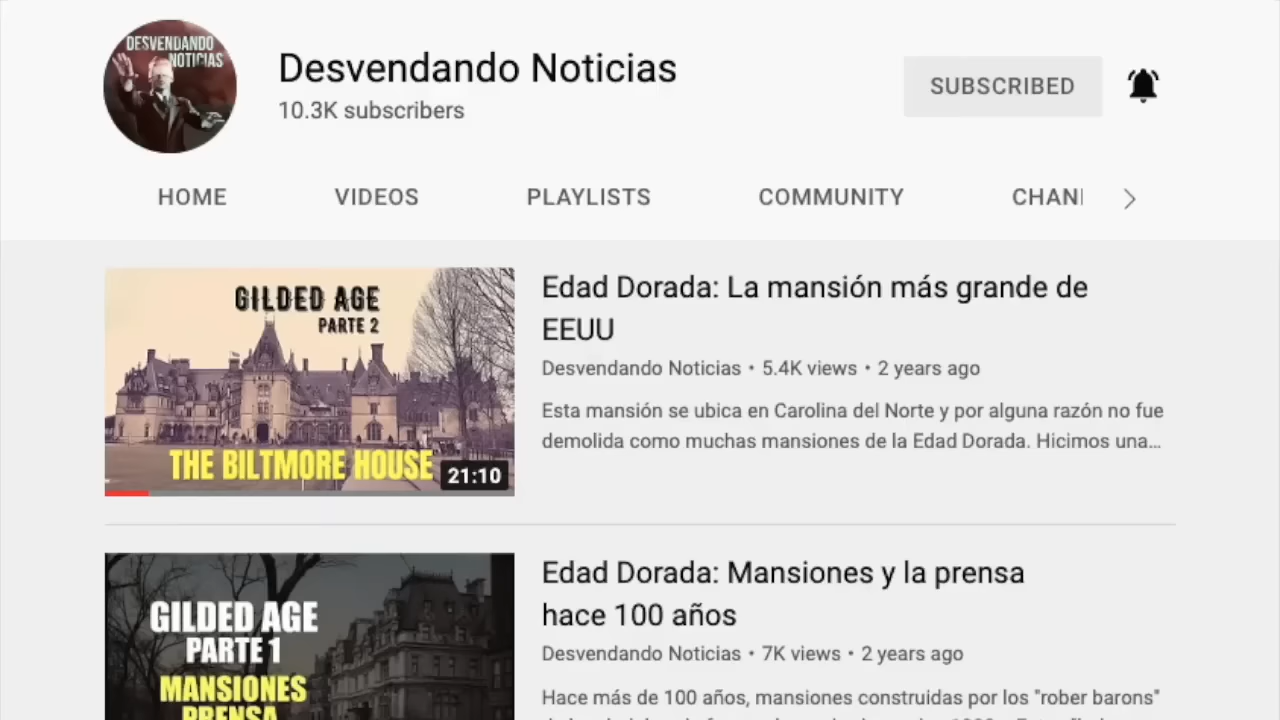 DESVENDANDO
NOTICIAS
Desvendando Noticias
10.3K subscribers
SUBSCRIBED
HOME
VIDEOS
PLAYLISTS
COMMUNITY
CHAN
GILDED AGE
PARTE 2
THE BILTMORE HOUSE
21:10
Edad Dorada: La mansión más grande de
EEUU
Desvendando Noticias • 5.4K views • 2 years ago
Esta mansión se ubica en Carolina del Norte y por alguna razón no fue
demolida como muchas mansiones de la Edad Dorada. Hicimos una...
GILDED AGE
PARTE 1
MANSIONES
PRENSA
Edad Dorada: Mansiones y la prensa
hace 100 años
Desvendando Noticias • 7K views • 2 years ago
Hace más de 100 años, mansiones construidas por los "rober barons"